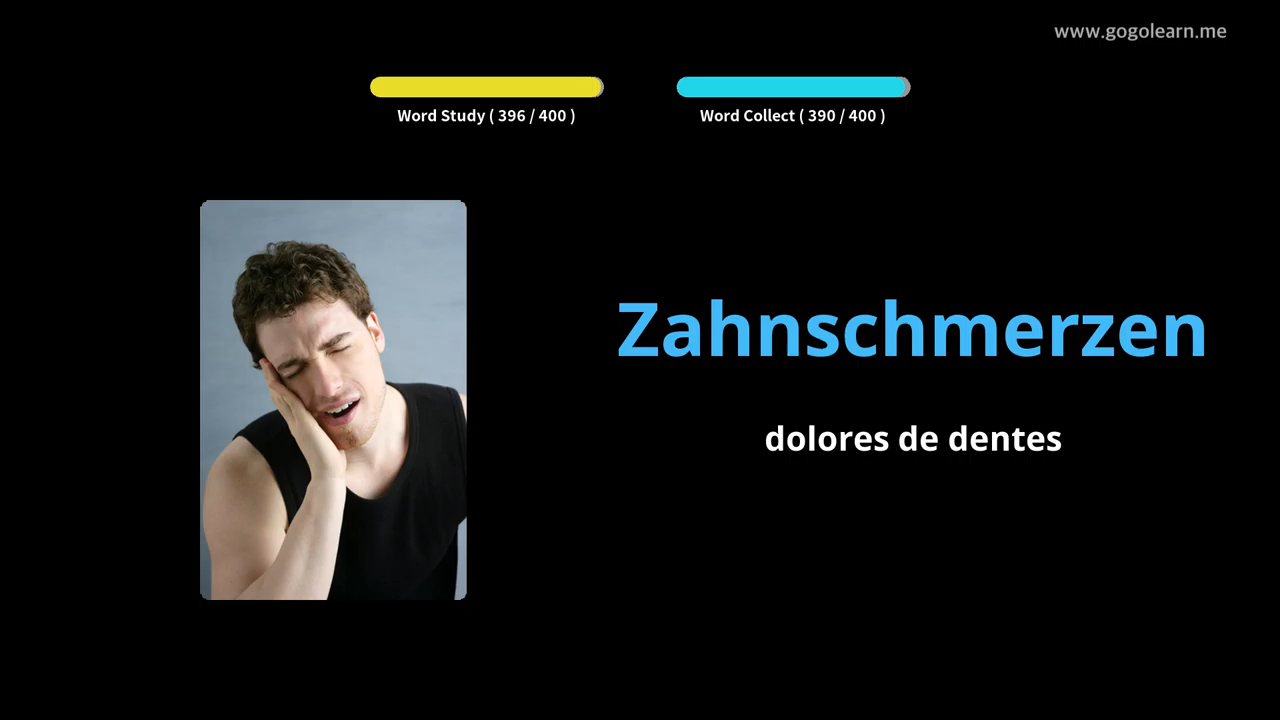 www.gogolearn.me
Word Study ( 396 / 400 )
Word Collect ( 390 / 400 )
Zahnschmerzen
dolores de dentes